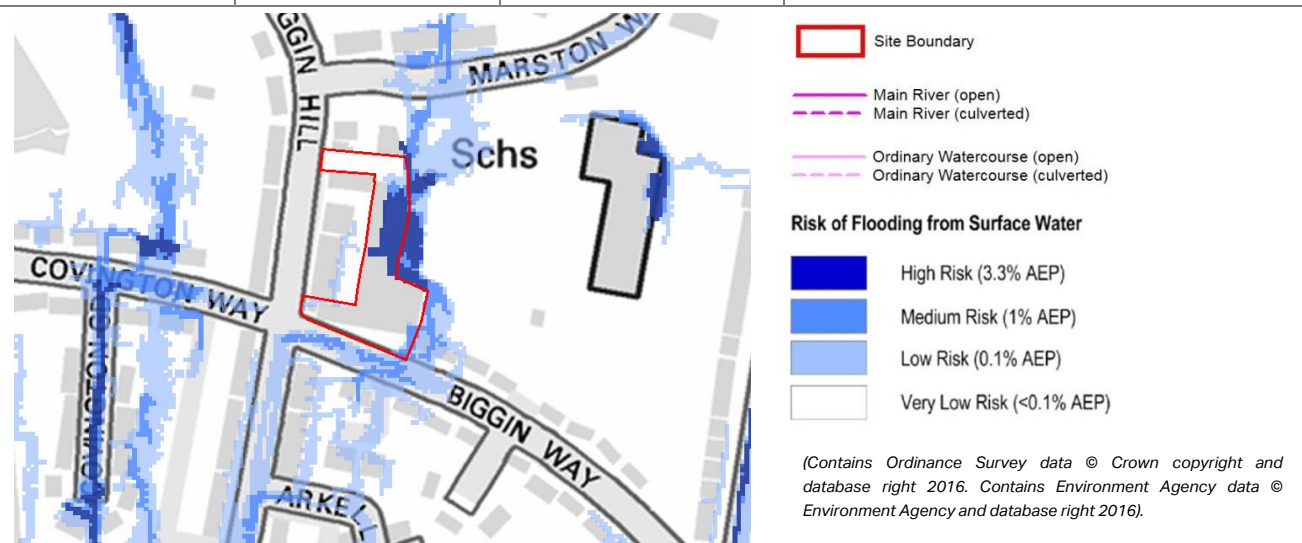 BIGGIN HILL
MARSTON W
Schs
COVINGTON WAY
COVINGTON GD
BIGGIN WAY
ARKELL
Site Boundary
Main River (open)
Main River (culverted)
Ordinary Watercourse (open)
Ordinary Watercourse (culverted)
Risk of Flooding from Surface Water
High Risk (3.3% AEP)
Medium Risk (1% AEP)
Low Risk (0.1% AEP)
Very Low Risk (<0.1% AEP)
(Contains Ordinance Survey data © Crown copyright and
database right 2016. Contains Environment Agency data ©
Environment Agency and database right 2016).